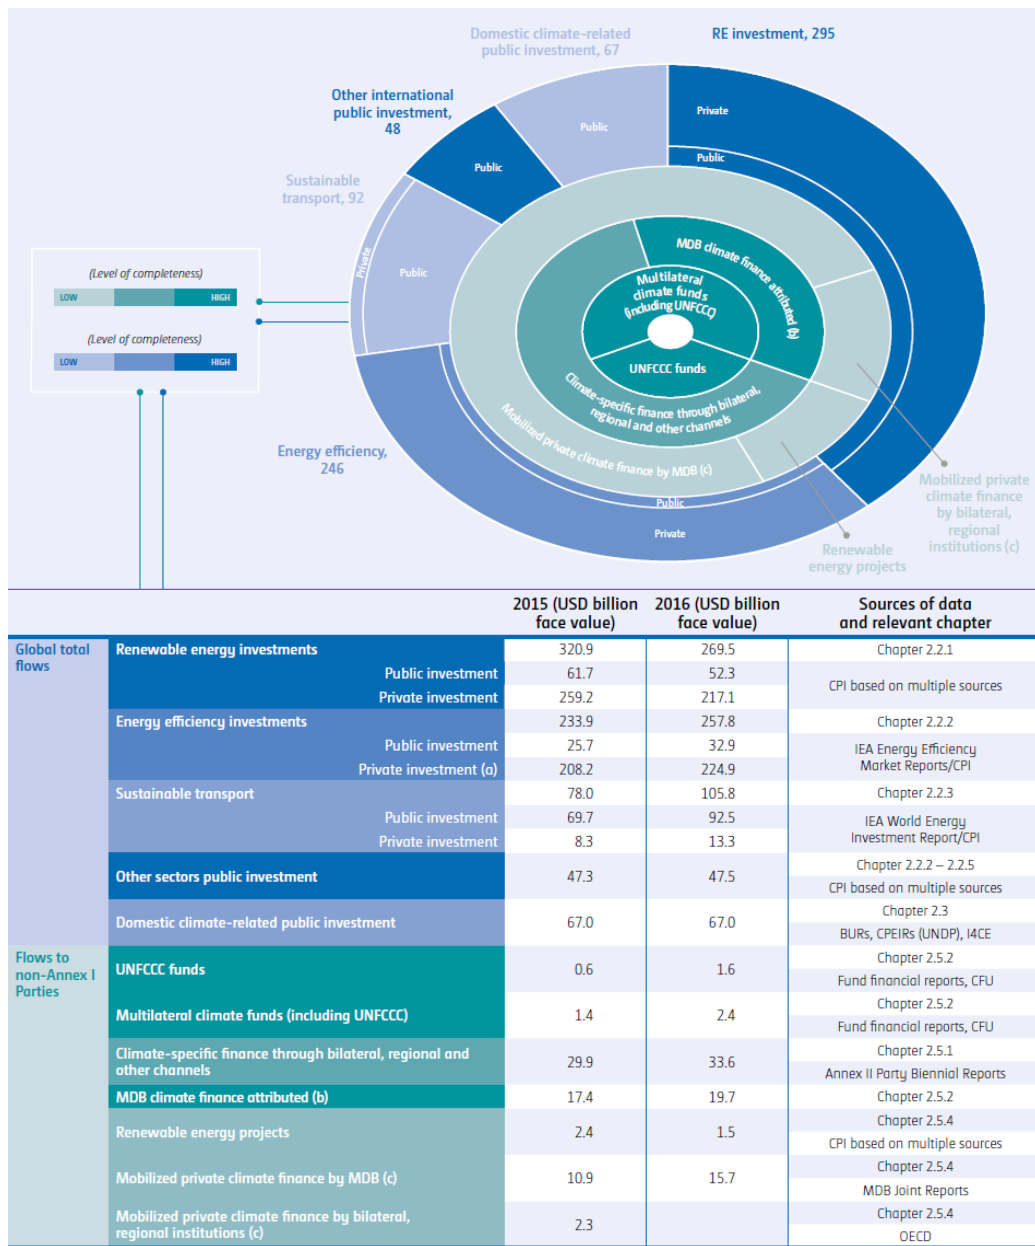 Domestic climate-related
public investment, 67
RE investment, 295
Other international
public investment,
48
Private
Public
Public
Public
Sustainable
transport, 92
Private
Public
MDB climate finance attributed (b)
Multilateral
climate funds
(including UNFCCC)
UNFCCC funds
Climate-specific finance through bilateral,
regional and other channels
Mobilized private climate finance by MDB (c)
Public
Private
(Level of completeness)
LOW HIGH
(Level of completeness)
LOW HIGH
Energy efficiency,
246
Mobilized private
climate finance
by bilateral,
regional
institutions (c)
Renewable
energy projects
2015 (USD billion
face value)
2016 (USD billion
face value)
Sources of data
and relevant chapter
Global total
flows
Renewable energy investments 320.9 269.5 Chapter 2.2.1
Public investment 61.7 52.3
CPI based on multiple sources
Private investment 259.2 217.1
Energy efficiency investments 233.9 257.8 Chapter 2.2.2
Public investment 25.7 32.9
IEA Energy Efficiency
Market Reports/CPI
Private investment (a) 208.2 224.9
Sustainable transport 78.0 105.8 Chapter 2.2.3
Public investment 69.7 92.5
IEA World Energy
Investment Report/CPI
Private investment 8.3 13.3
Other sectors public investment 47.3 47.5
Chapter 2.2.2 – 2.2.5
CPI based on multiple sources
Domestic climate-related public investment 67.0 67.0
Chapter 2.3
BURs, CPEIRs (UNDP), I4CE
Flows to
non-Annex I
Parties
UNFCCC funds 0.6 1.6
Chapter 2.5.2
Fund financial reports, CFU
Multilateral climate funds (including UNFCCC) 1.4 2.4
Chapter 2.5.2
Fund financial reports, CFU
Climate-specific finance through bilateral, regional and
other channels
29.9 33.6
Chapter 2.5.1
Annex II Party Biennial Reports
MDB climate finance attributed (b) 17.4 19.7 Chapter 2.5.2
Renewable energy projects 2.4 1.5
Chapter 2.5.4
CPI based on multiple sources
Mobilized private climate finance by MDB (c) 10.9 15.7
Chapter 2.5.4
MDB Joint Reports
Mobilized private climate finance by bilateral,
regional institutions (c)
2.3
Chapter 2.5.4
OECD